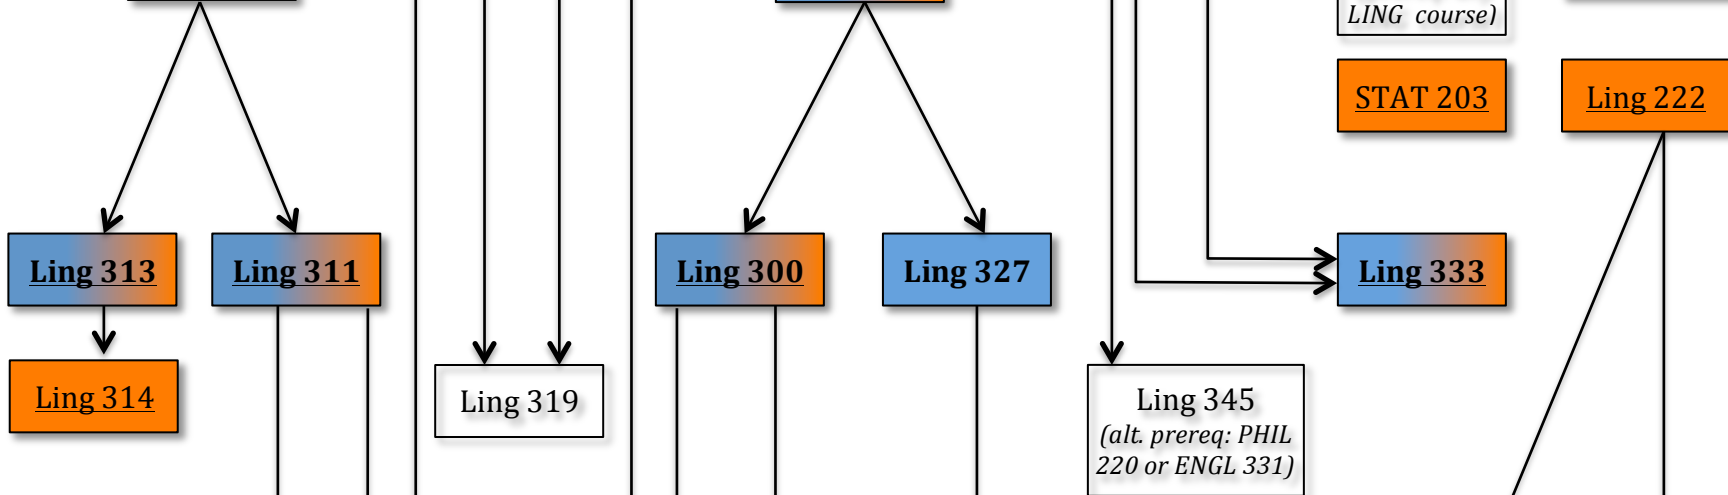 LING course)
STAT 203
Ling 222
Ling 313
Ling 311
Ling 300
Ling 327
Ling 333
Ling 314
Ling 319
Ling 345
(alt. prereq: PHIL
220 or ENGL 331)